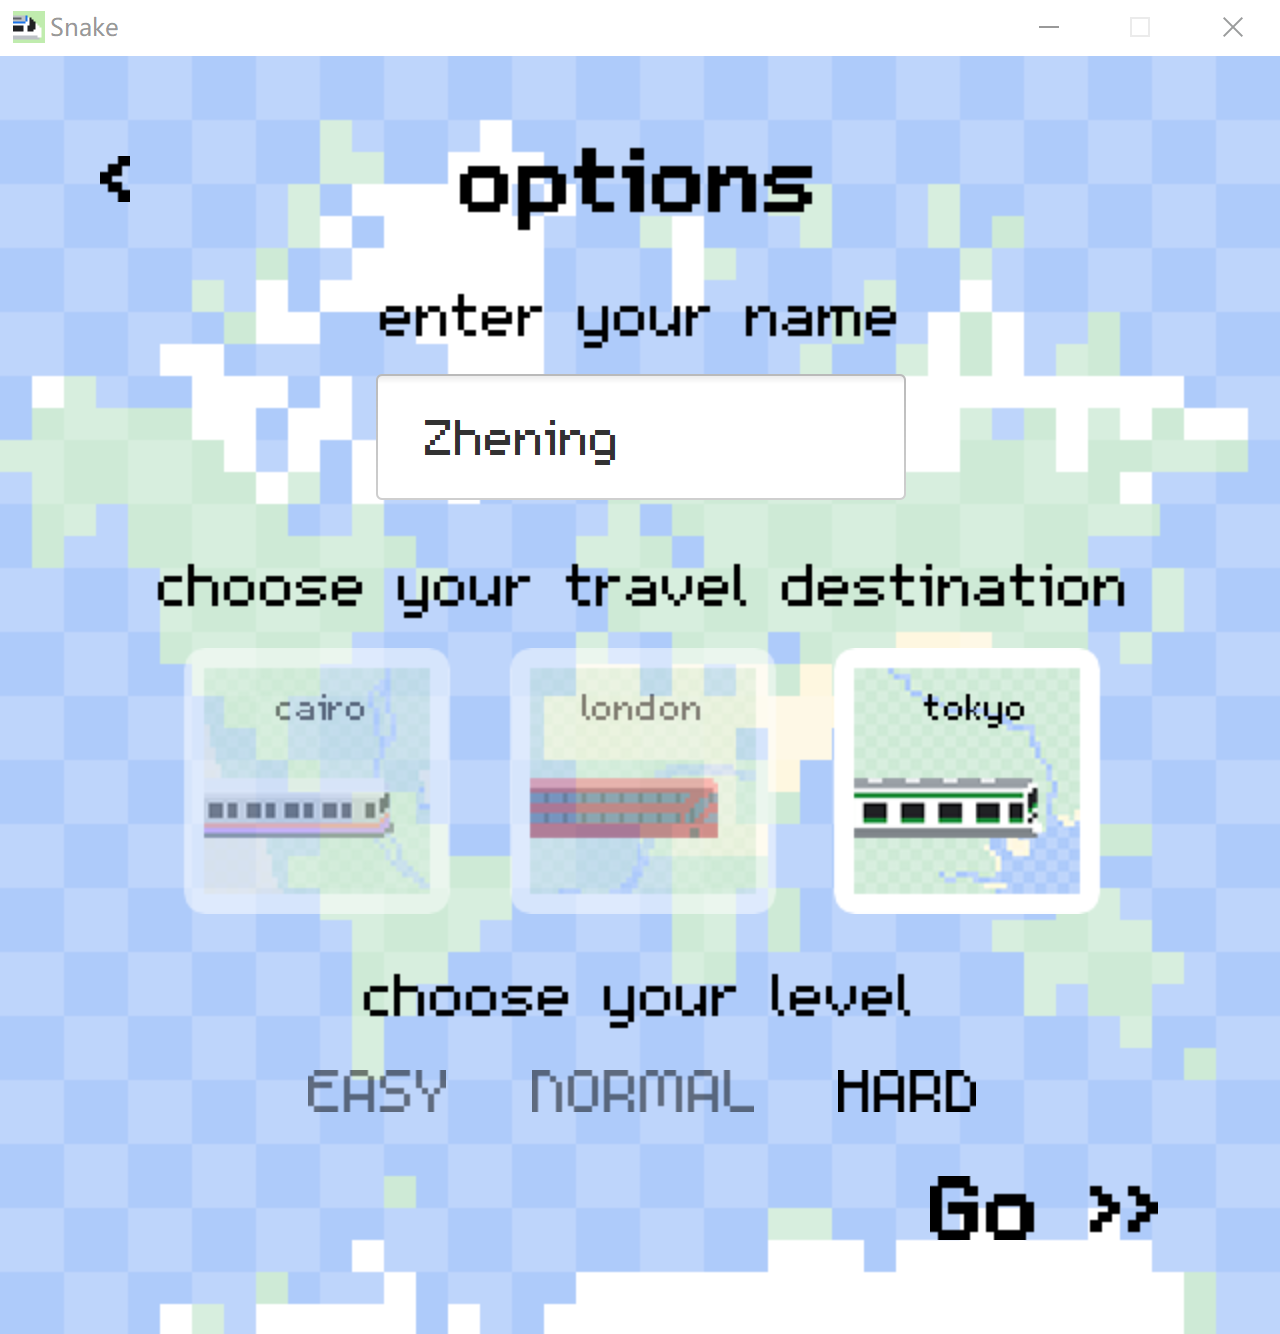 Snake
<
options
enter your name
Zhening
choose your travel destination
cairo london tokyo
choose your level
EASY NORMAL HARD
Go >>